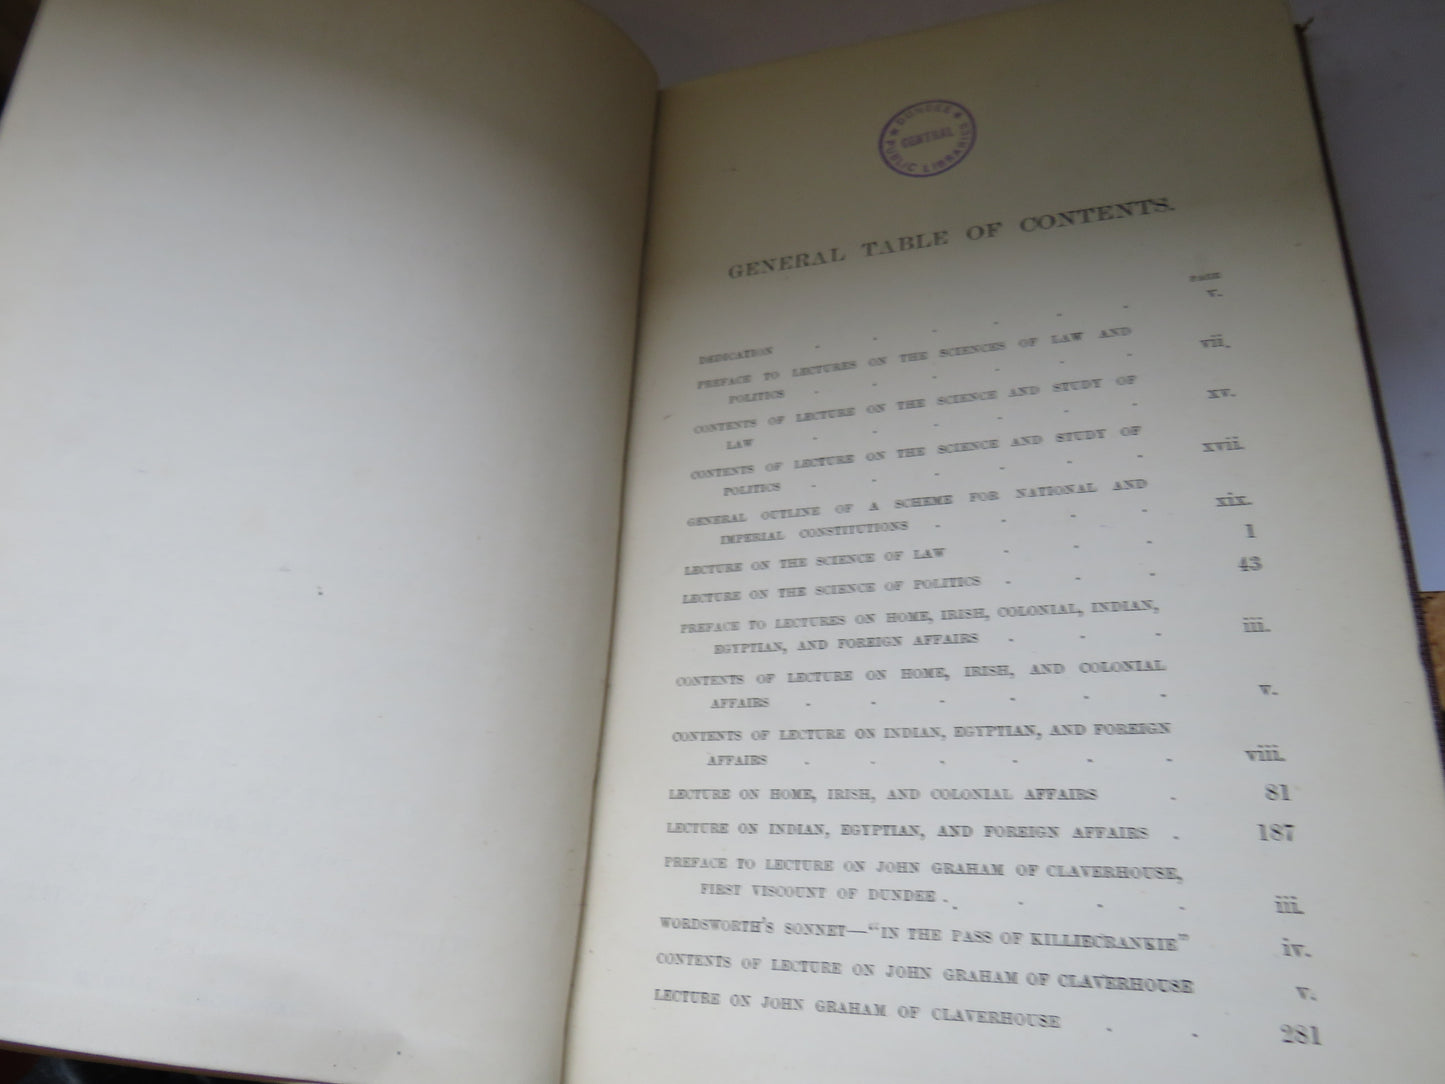 ★ DUNDEE ★
CENTRAL
PUBLIC LIBRARIES
GENERAL TABLE OF CONTENTS.
PAGE
DEDICATION - - - - - - v.
PREFACE TO LECTURES ON THE SCIENCES OF LAW AND
POLITICS - - - - - - vii.
CONTENTS OF LECTURE ON THE SCIENCE AND STUDY OF
LAW - - - - - - xv.
CONTENTS OF LECTURE ON THE SCIENCE AND STUDY OF
POLITICS - - - - - - xvii.
GENERAL OUTLINE OF A SCHEME FOR NATIONAL AND
IMPERIAL CONSTITUTIONS - - - - xix.
LECTURE ON THE SCIENCE OF LAW - - - 1
LECTURE ON THE SCIENCE OF POLITICS - - - 43
PREFACE TO LECTURES ON HOME, IRISH, COLONIAL, INDIAN,
EGYPTIAN, AND FOREIGN AFFAIRS - - - iii.
CONTENTS OF LECTURE ON HOME, IRISH, AND COLONIAL
AFFAIRS - - - - - - v.
CONTENTS OF LECTURE ON INDIAN, EGYPTIAN, AND FOREIGN
AFFAIRS - - - - - - viii.
LECTURE ON HOME, IRISH, AND COLONIAL AFFAIRS - 81
LECTURE ON INDIAN, EGYPTIAN, AND FOREIGN AFFAIRS - 187
PREFACE TO LECTURE ON JOHN GRAHAM OF CLAVERHOUSE,
FIRST VISCOUNT OF DUNDEE - - - - iii.
WORDSWORTH'S SONNET—"IN THE PASS OF KILLIECRANKIE" iv.
CONTENTS OF LECTURE ON JOHN GRAHAM OF CLAVERHOUSE v.
LECTURE ON JOHN GRAHAM OF CLAVERHOUSE - - 281